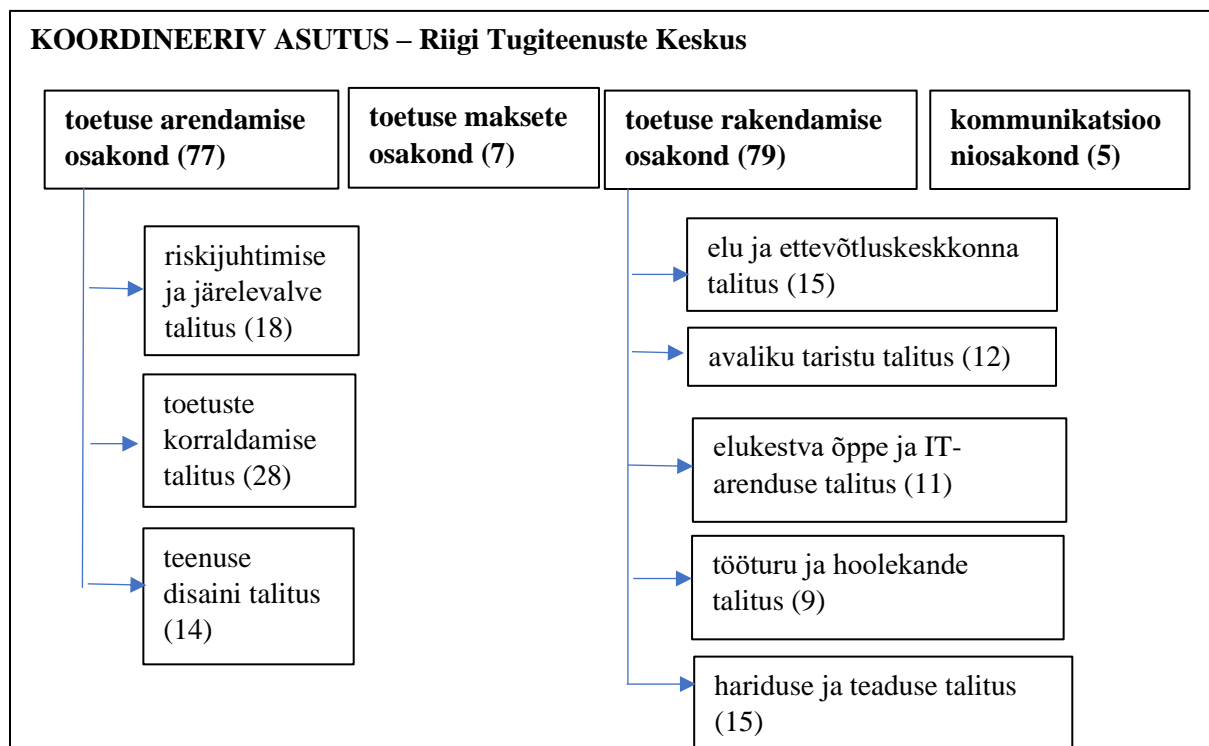 KOORDINEERIV ASUTUS – Riigi Tugiteenuste Keskus
toetuse arendamise
osakond (77)
toetuse maksete
osakond (7)
toetuse rakendamise
osakond (79)
kommunikatsioo
niosakond (5)
riskijuhtimise
ja järelevalve
talitus (18)
toetuste
korraldamise
talitus (28)
teenuse
disaini talitus
(14)
elu ja ettevõtluskeskkonna
talitus (15)
avaliku taristu talitus (12)
elukestva õppe ja IT-
arenduse talitus (11)
tööturu ja hoolekande
talitus (9)
hariduse ja teaduse talitus
(15)